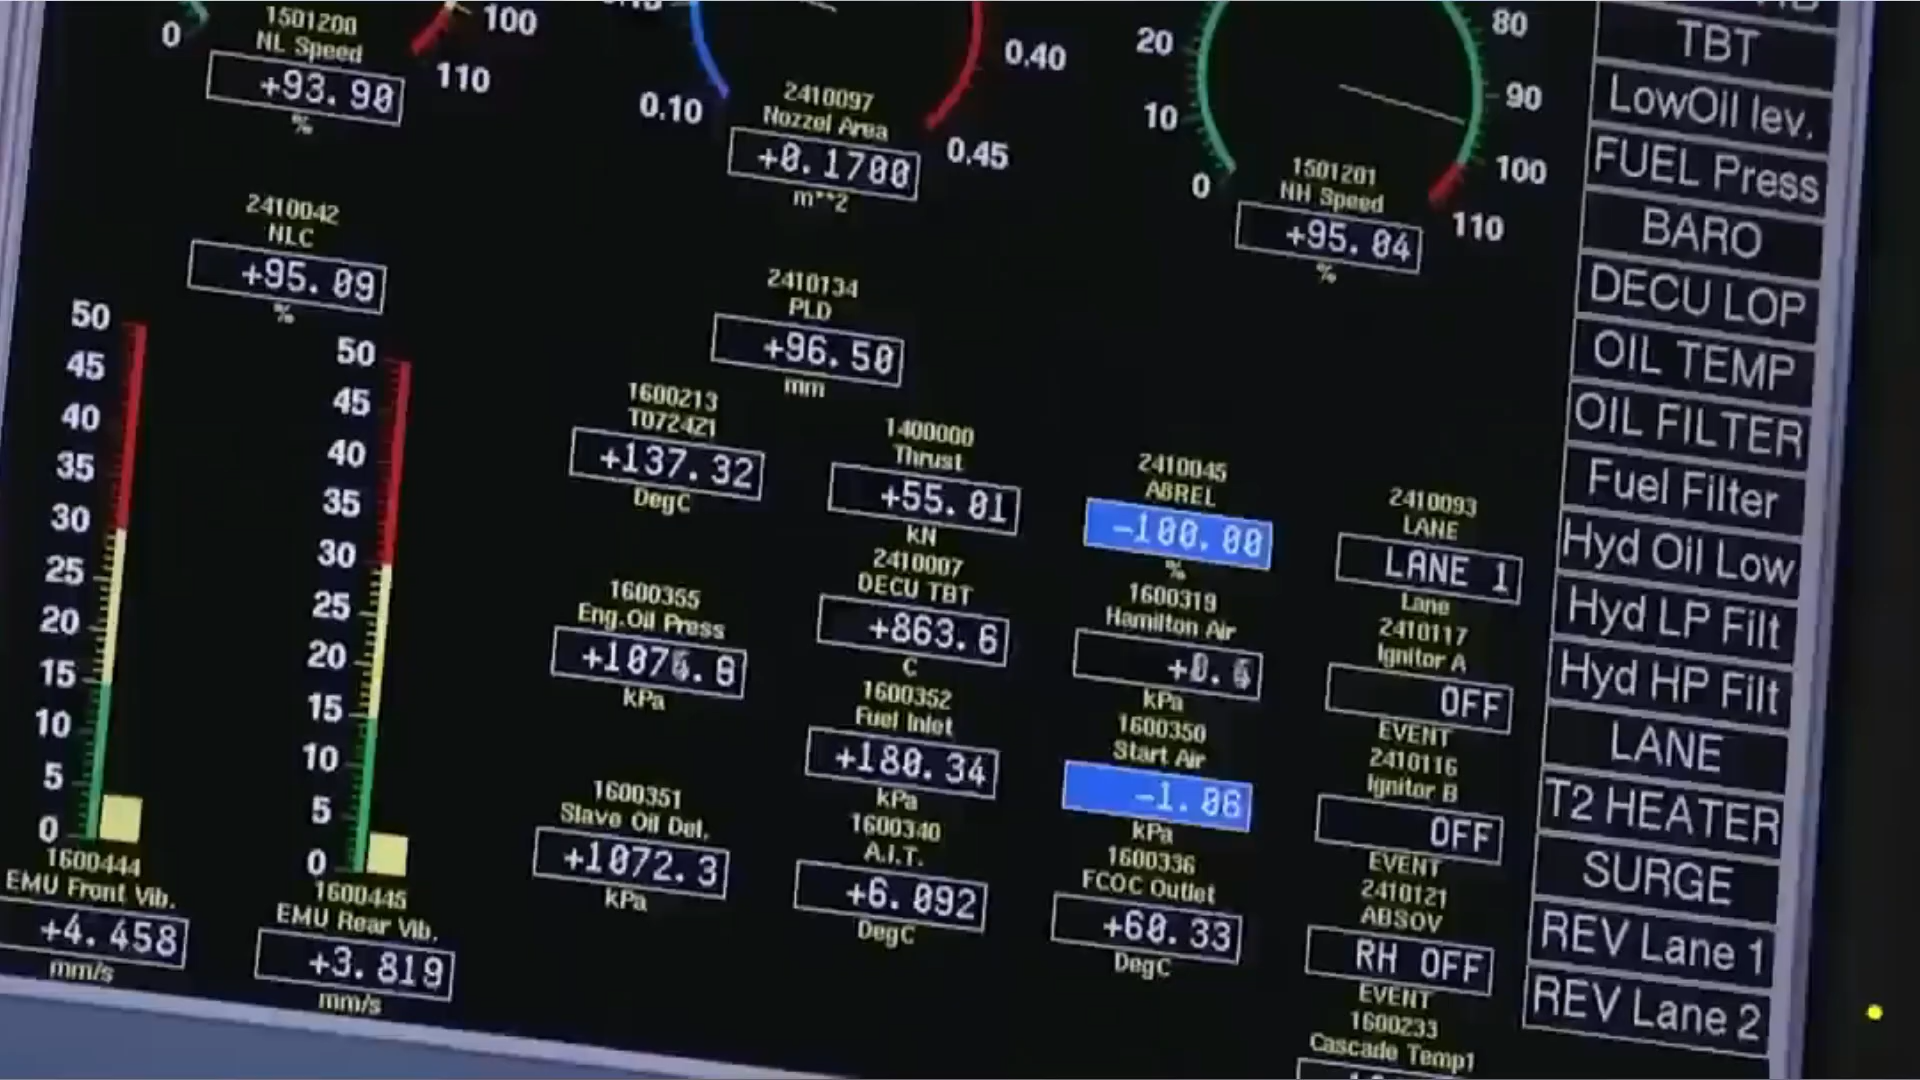 1501200
NL Speed
+93.90
%
0
100
110
2410097
Nozzel Area
+0.1700
m**2
0.10
0.40
0.45
1501201
NH Speed
+95.04
%
0
10
20
80
90
100
110
2410042
NLC
+95.09
%
2410134
PLD
+96.50
mm
50
45
40
35
30
25
20
15
10
5
0
1600444
EMU Front Vib.
+4.458
mm/s
50
45
40
35
30
25
20
15
10
5
0
1600445
EMU Rear Vib.
+3.819
mm/s
1600213
T072421
+137.32
DegC
1600355
Eng.Oil Press
kPa
1600351
Slave Oil Del.
+1072.3
kPa
1400000
Thrust
+55.01
kN
2410007
DECU TBT
+863.6
C
1600352
Fuel Inlet
+180.34
kPa
1600340
A.I.T.
+6.092
DegC
2410045
A8REL
-100.00
%
1600319
Hamilton Air
kPa
1600350
Start Air
-1.06
kPa
1600336
FCOC Outlet
+60.33
DegC
2410093
LANE
LANE 1
Lane
2410117
Ignitor A
OFF
EVENT
2410116
Ignitor B
OFF
EVENT
2410121
ABSOV
RH OFF
EVENT
1600233
Cascade Temp1
TBT
LowOil lev.
FUEL Press
BARO
DECU LOP
OIL TEMP
OIL FILTER
Fuel Filter
Hyd Oil Low
Hyd LP Filt
Hyd HP Filt
LANE
T2 HEATER
SURGE
REV Lane 1
REV Lane 2